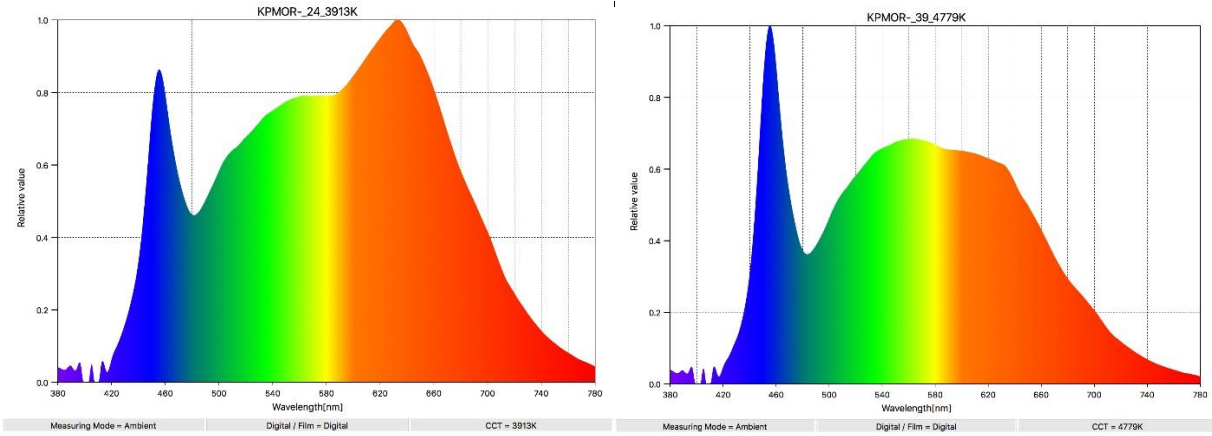 KPMOR-_24_3913K
1.0
0.8
0.6
0.4
0.2
0.0
Relative value
380
420
460
500
540
580
620
660
700
740
780
Wavelength[nm]
Measuring Mode = Ambient
Digital / Film = Digital
CCT = 3913K
KPMOR-_39_4779K
1.0
0.8
0.6
0.4
0.2
0.0
Relative value
380
420
460
500
540
580
620
660
700
740
780
Wavelength[nm]
Measuring Mode = Ambient
Digital / Film = Digital
CCT = 4779K